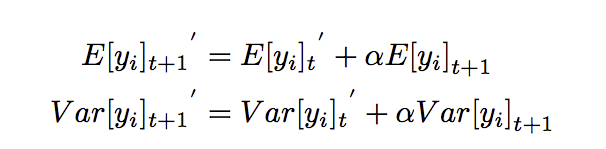 E[y_i]_{t+1}' = E[y_i]_t' + αE[y_i]_{t+1}
Var[y_i]_{t+1}' = Var[y_i]_t' + αVar[y_i]_{t+1}